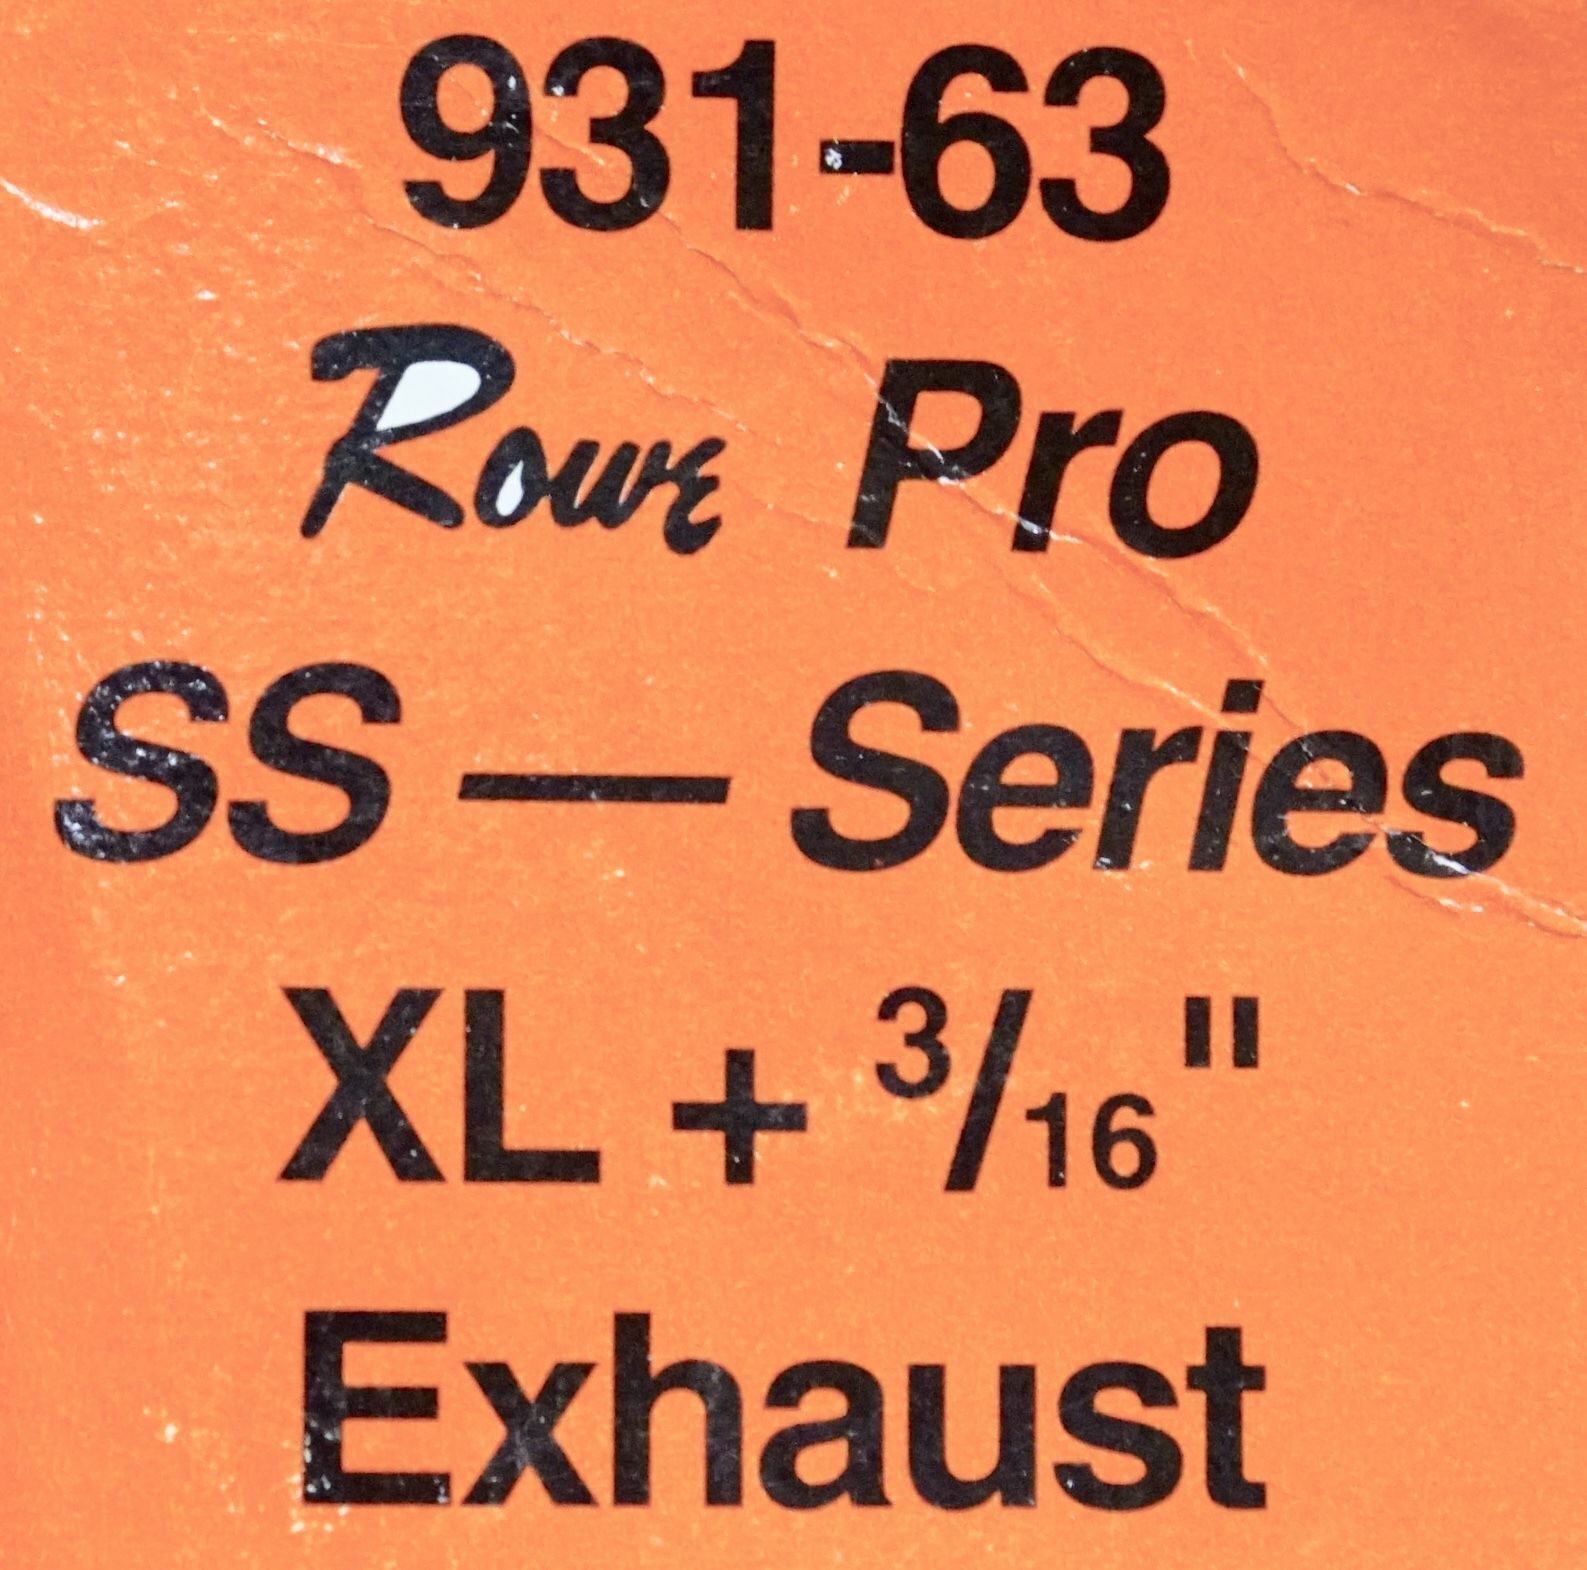 931-63
Rowe Pro
SS — Series
XL + 3/16"
Exhaust